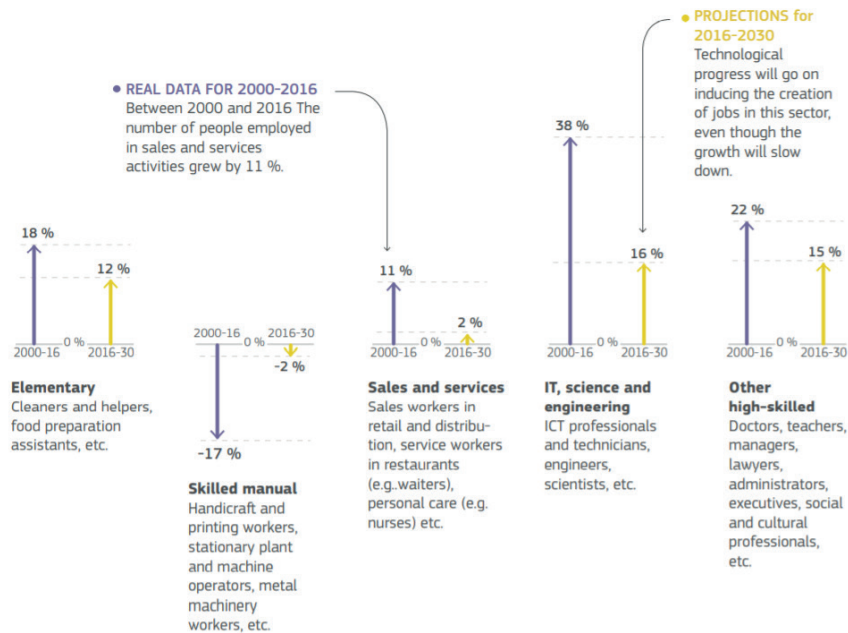 PROJECTIONS for
2016-2030
Technological
progress will go on
inducing the creation
of jobs in this sector,
even though the
growth will slow
down.
REAL DATA FOR 2000-2016
Between 2000 and 2016 The
number of people employed
in sales and services
activities grew by 11 %.
18 %
12 %
0 %
2000-16
2016-30
Elementary
Cleaners and helpers,
food preparation
assistants, etc.
2000-16
2016-30
0 %
-2 %
-17 %
Skilled manual
Handicraft and
printing workers,
stationary plant
and machine
operators, metal
machinery
workers, etc.
11 %
2 %
0 %
2000-16
2016-30
Sales and services
Sales workers in
retail and distribu-
tion, service workers
in restaurants
(e.g..waiters),
personal care (e.g.
nurses) etc.
38 %
16 %
0 %
2000-16
2016-30
IT, science and
engineering
ICT professionals
and technicians,
engineers,
scientists, etc.
22 %
15 %
0 %
2000-16
2016-30
Other
high-skilled
Doctors, teachers,
managers,
lawyers,
administrators,
executives, social
and cultural
professionals,
etc.